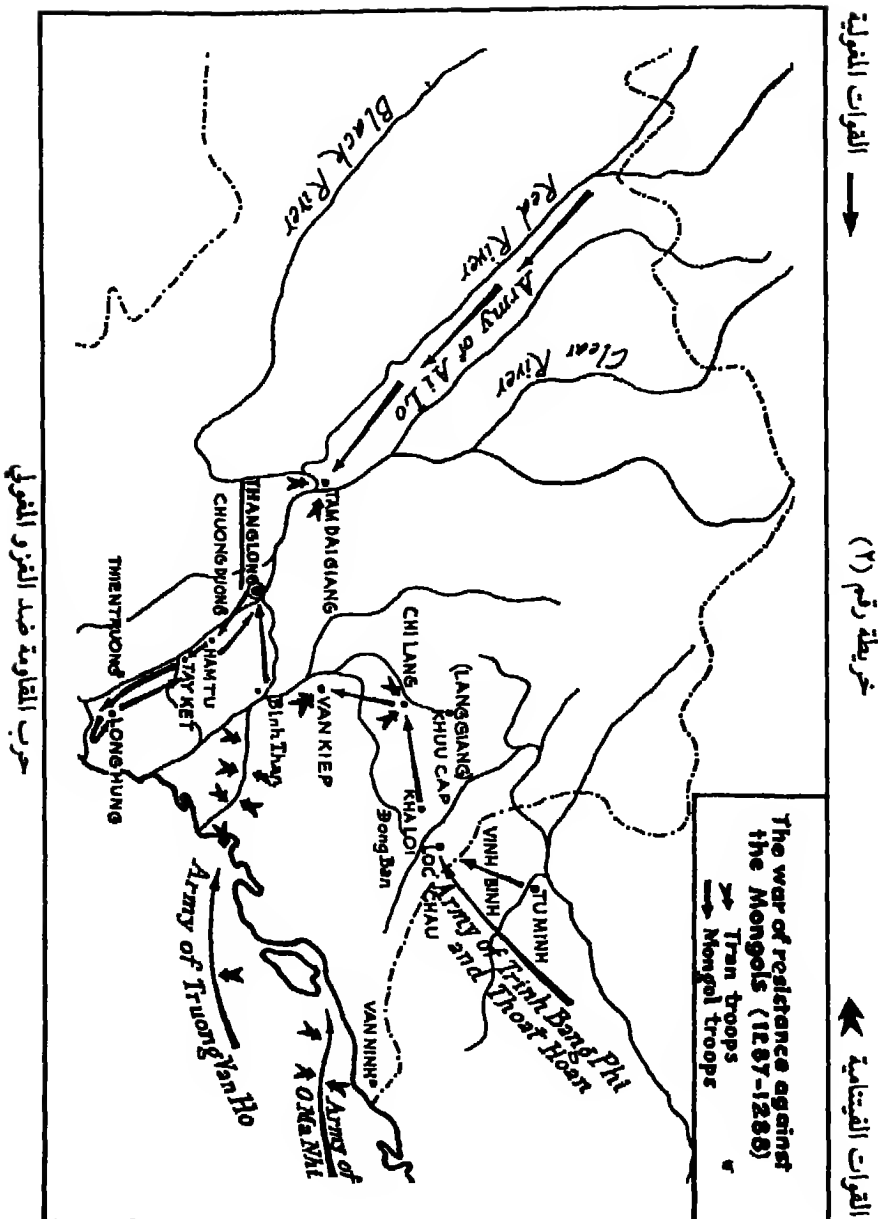 القوات المغولية
خريطة رقم (٢)
القوات الفيتنامية
The war of resistance against
the Mongols (1287-1288)
Tran troops
Mongol troops
Black River
Red River
Army of Ai Lo
Clear
River
TAM DAI GIANG
THANGLONG
CHUONG DUONG
HAM TU
TAY KET
THIEN TRUONG
LONG HUNG
Binh Than
VAN KIEP
CHI LANG
(LANG GIANG)
KHUU CAP
KHA LOI
Dong Ban
LOC CHAU
VINH BINH
TU MINH
Army of Trinh Bang Phi
and Thoat Hoan
VAN NINH
Army of
O Ma Nhi
Army of Truong Van Ho
حرب المقاومة ضد الغزو المغولي